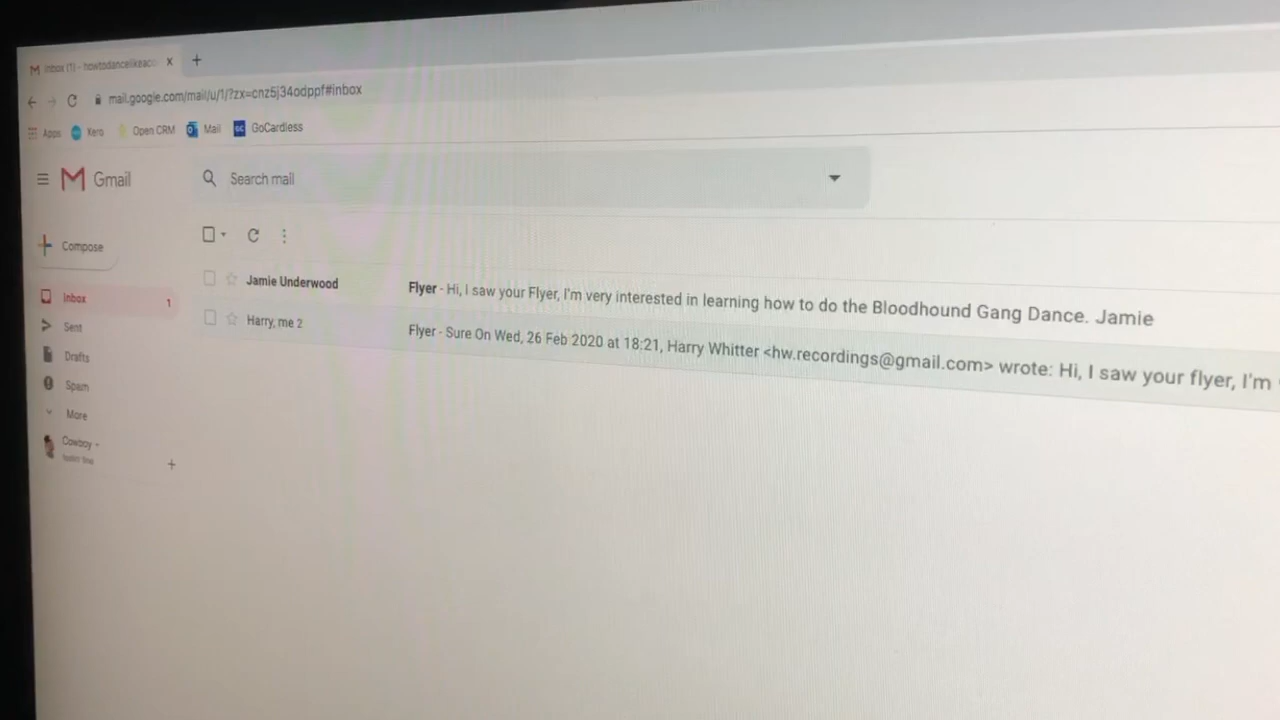 Inbox (1) - howtodancelikeaco
mail.google.com/mail/u/1/?zx=cnz5j34odppf#inbox
Apps Xero Open CRM Mail GoCardless
Gmail Search mail
Compose
Inbox 1
Sent
Drafts
Spam
More
Cowboy
Jamie Underwood Flyer - Hi, I saw your Flyer, I'm very interested in learning how to do the Bloodhound Gang Dance. Jamie
Harry, me 2 Flyer - Sure On Wed, 26 Feb 2020 at 18:21, Harry Whitter <hw.recordings@gmail.com> wrote: Hi, I saw your flyer, I'm